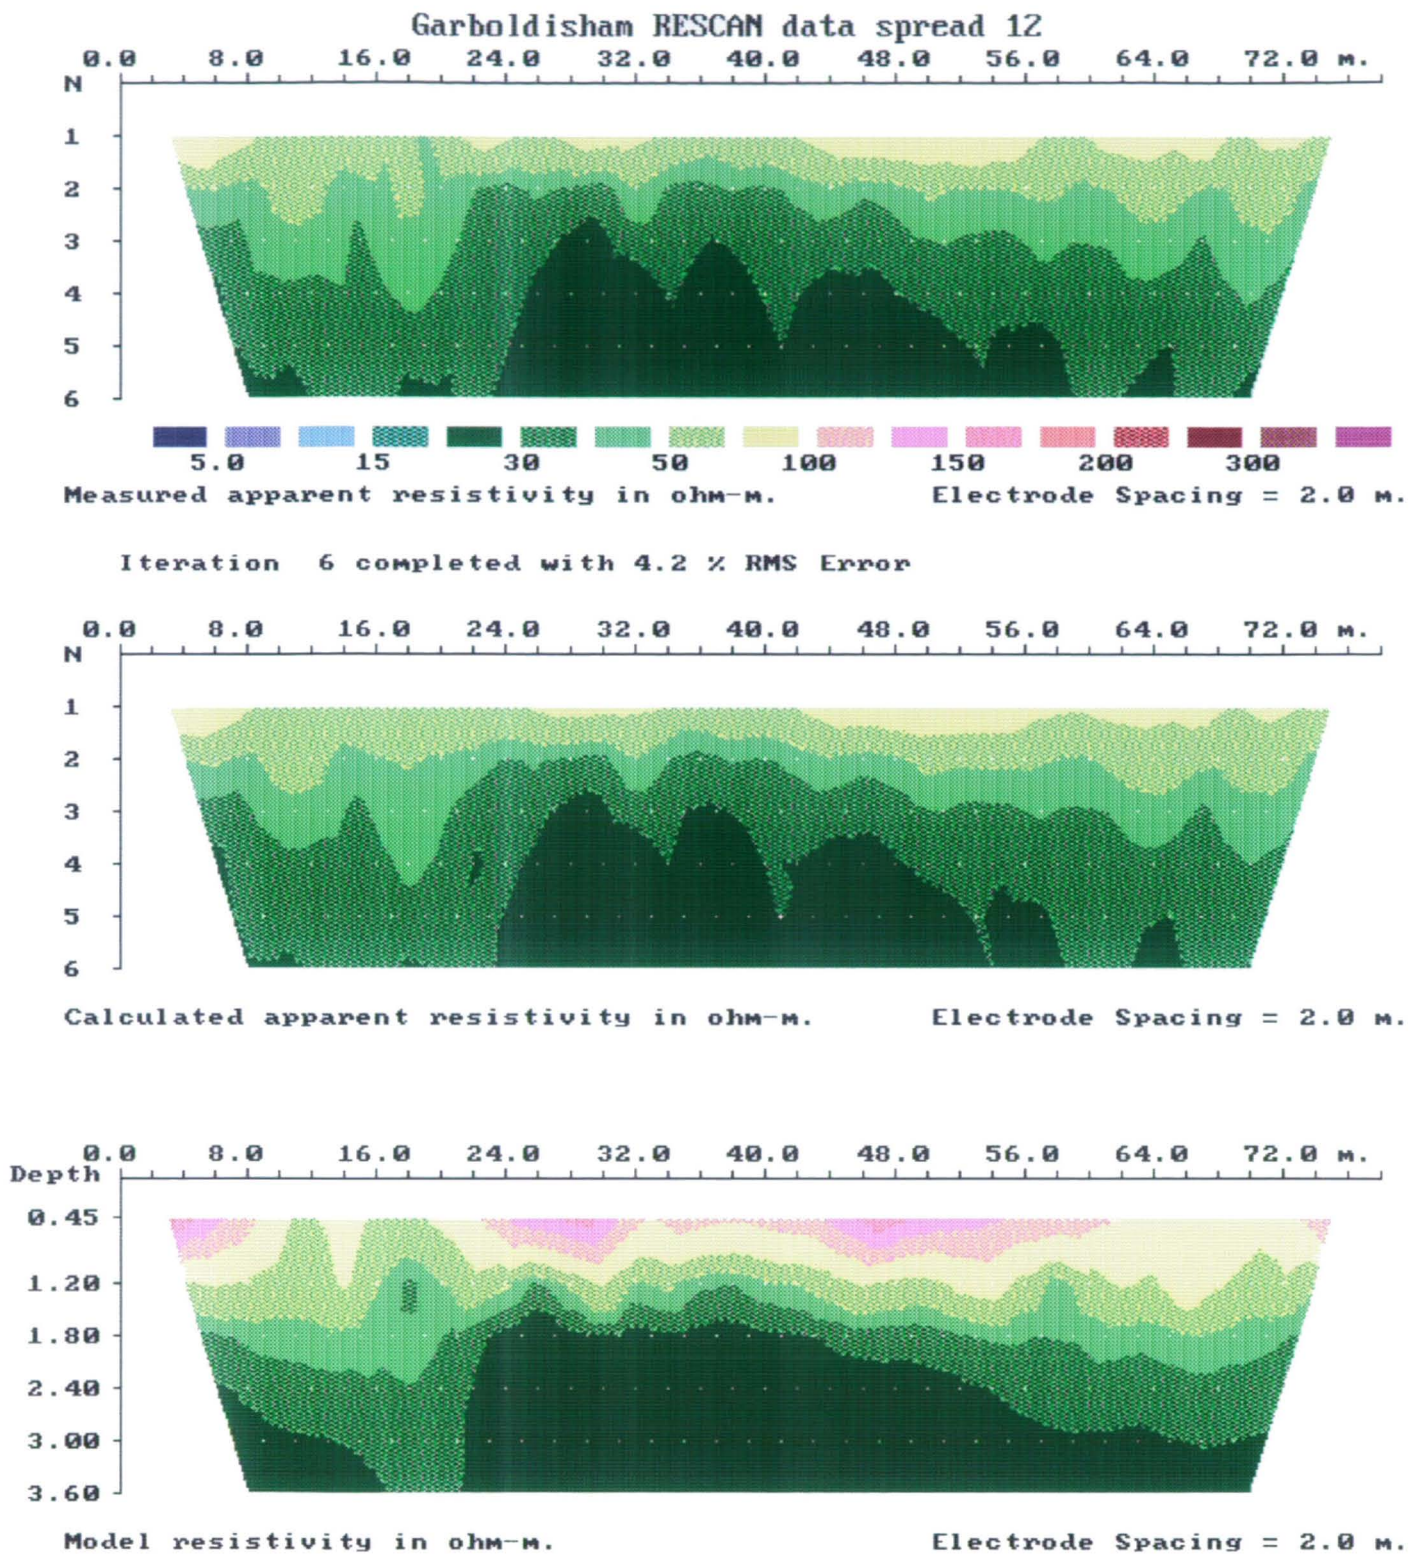 Garboldisham RESCAN data spread 12
0.0 8.0 16.0 24.0 32.0 40.0 48.0 56.0 64.0 72.0 m.
N
1
2
3
4
5
6
5.0 15 30 50 100 150 200 300
Measured apparent resistivity in ohm-m. Electrode Spacing = 2.0 m.
Iteration 6 completed with 4.2 % RMS Error
0.0 8.0 16.0 24.0 32.0 40.0 48.0 56.0 64.0 72.0 m.
N
1
2
3
4
5
6
Calculated apparent resistivity in ohm-m. Electrode Spacing = 2.0 m.
0.0 8.0 16.0 24.0 32.0 40.0 48.0 56.0 64.0 72.0 m.
Depth
0.45
1.20
1.80
2.40
3.00
3.60
Model resistivity in ohm-m. Electrode Spacing = 2.0 m.